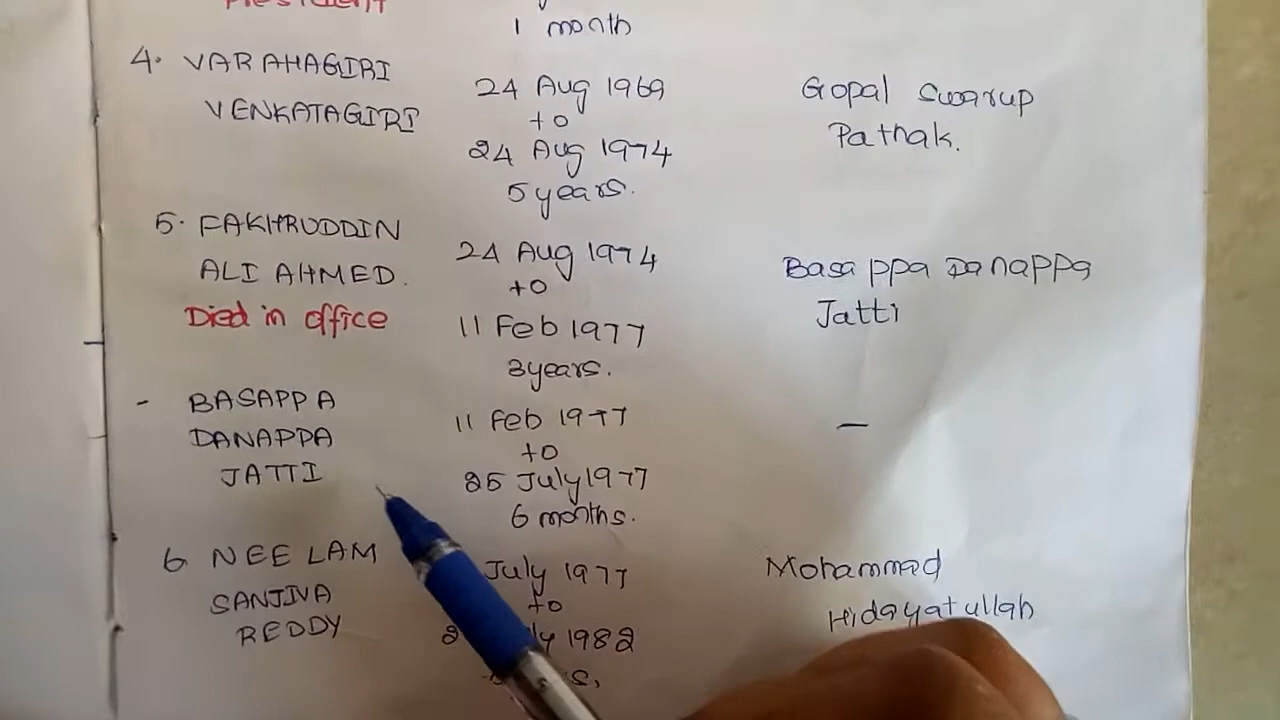 President
1 month
4. VARAHAGIRI
VENKATAGIRI
24 Aug 1969
to
24 Aug 1974
5 years.
Gopal Swarup
Pathak.
5. FAKHRUDDIN
ALI AHMED.
Died in office
24 Aug 1974
to
11 Feb 1977
3 years.
Basappa Danappa
Jatti
- BASAPPA
DANAPPA
JATTI
11 Feb 1977
to
25 July 1977
6 months.
-
6 NEELAM
SANJIVA
REDDY
July 1977
to
1982
Mohammad
Hidayatullah